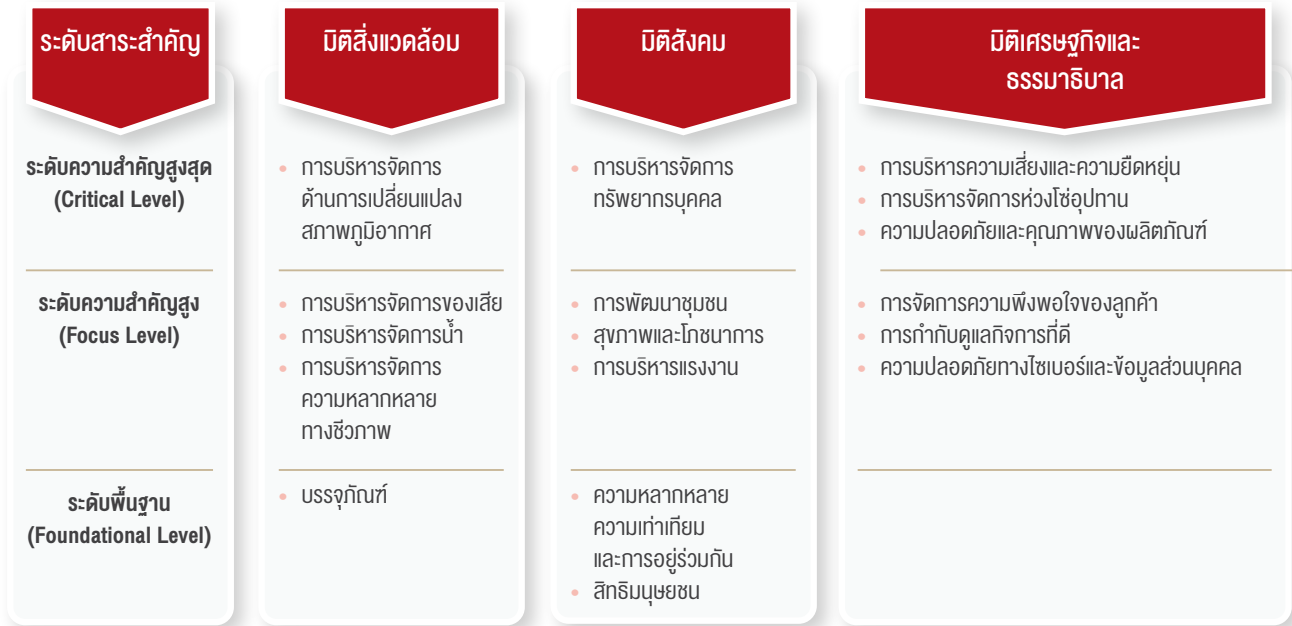 ระดับสาระสำคัญ
มิติสิ่งแวดล้อม
มิติสังคม
มิติเศรษฐกิจและ
ธรรมาธิบาล
ระดับความสำคัญสูงสุด
(Critical Level)
• การบริหารจัดการ
ด้านการเปลี่ยนแปลง
สภาพภูมิอากาศ
• การบริหารจัดการ
ทรัพยากรบุคคล
• การบริหารความเสี่ยงและความยืดหยุ่น
• การบริหารจัดการห่วงโซ่อุปทาน
• ความปลอดภัยและคุณภาพของผลิตภัณฑ์
ระดับความสำคัญสูง
(Focus Level)
• การบริหารจัดการของเสีย
• การบริหารจัดการน้ำ
• การบริหารจัดการ
ความหลากหลาย
ทางชีวภาพ
• การพัฒนาชุมชน
• สุขภาพและโภชนาการ
• การบริหารแรงงาน
• การจัดการความพึงพอใจของลูกค้า
• การกำกับดูแลกิจการที่ดี
• ความปลอดภัยทางไซเบอร์และข้อมูลส่วนบุคคล
ระดับพื้นฐาน
(Foundational Level)
• บรรจุภัณฑ์
• ความหลากหลาย
ความเท่าเทียม
และการอยู่ร่วมกัน
• สิทธิมนุษยชน